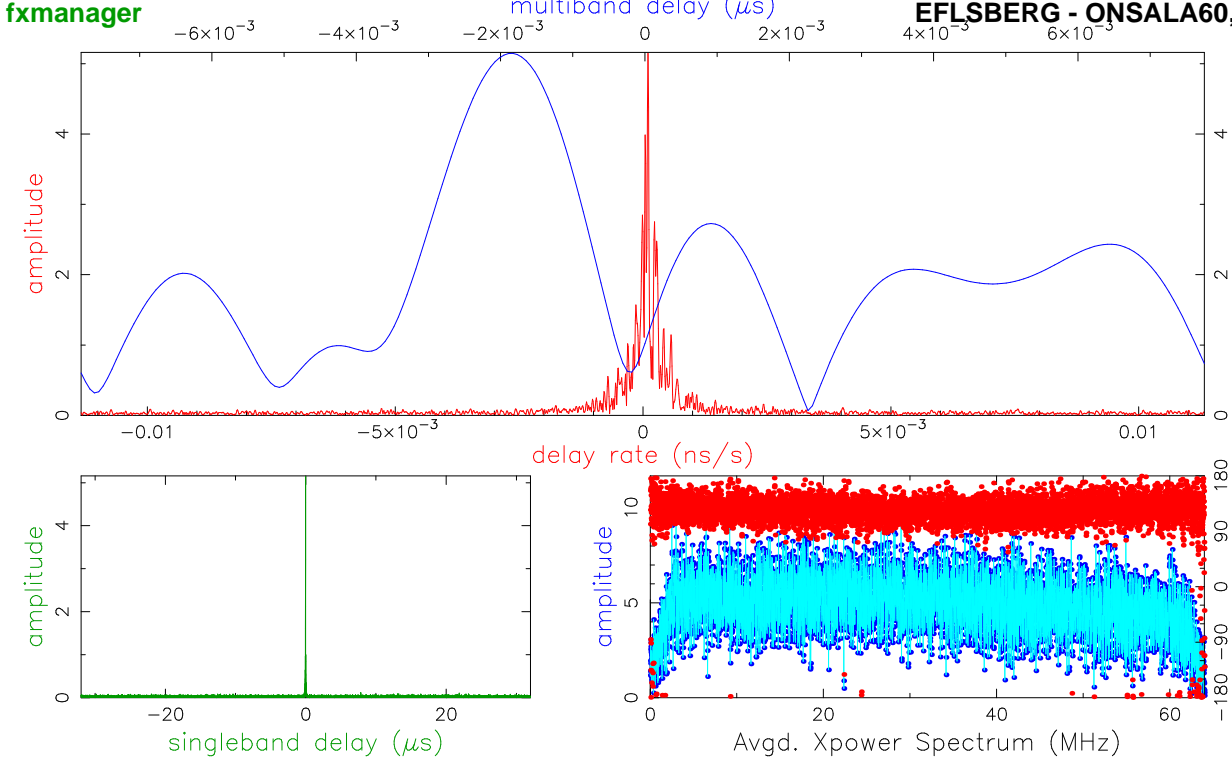 fxmanager
multiband delay (μs)
EFLSBERG - ONSALA60,
−6×10⁻³ −4×10⁻³ −2×10⁻³ 0 2×10⁻³ 4×10⁻³ 6×10⁻³
amplitude
0 2 4
0 2 4
−0.01 −5×10⁻³ 0 5×10⁻³ 0.01
delay rate (ns/s)
amplitude
0 2 4
−20 0 20
singleband delay (μs)
amplitude
0 5 10
−180 −90 0 90 180
0 20 40 60
Avgd. Xpower Spectrum (MHz)